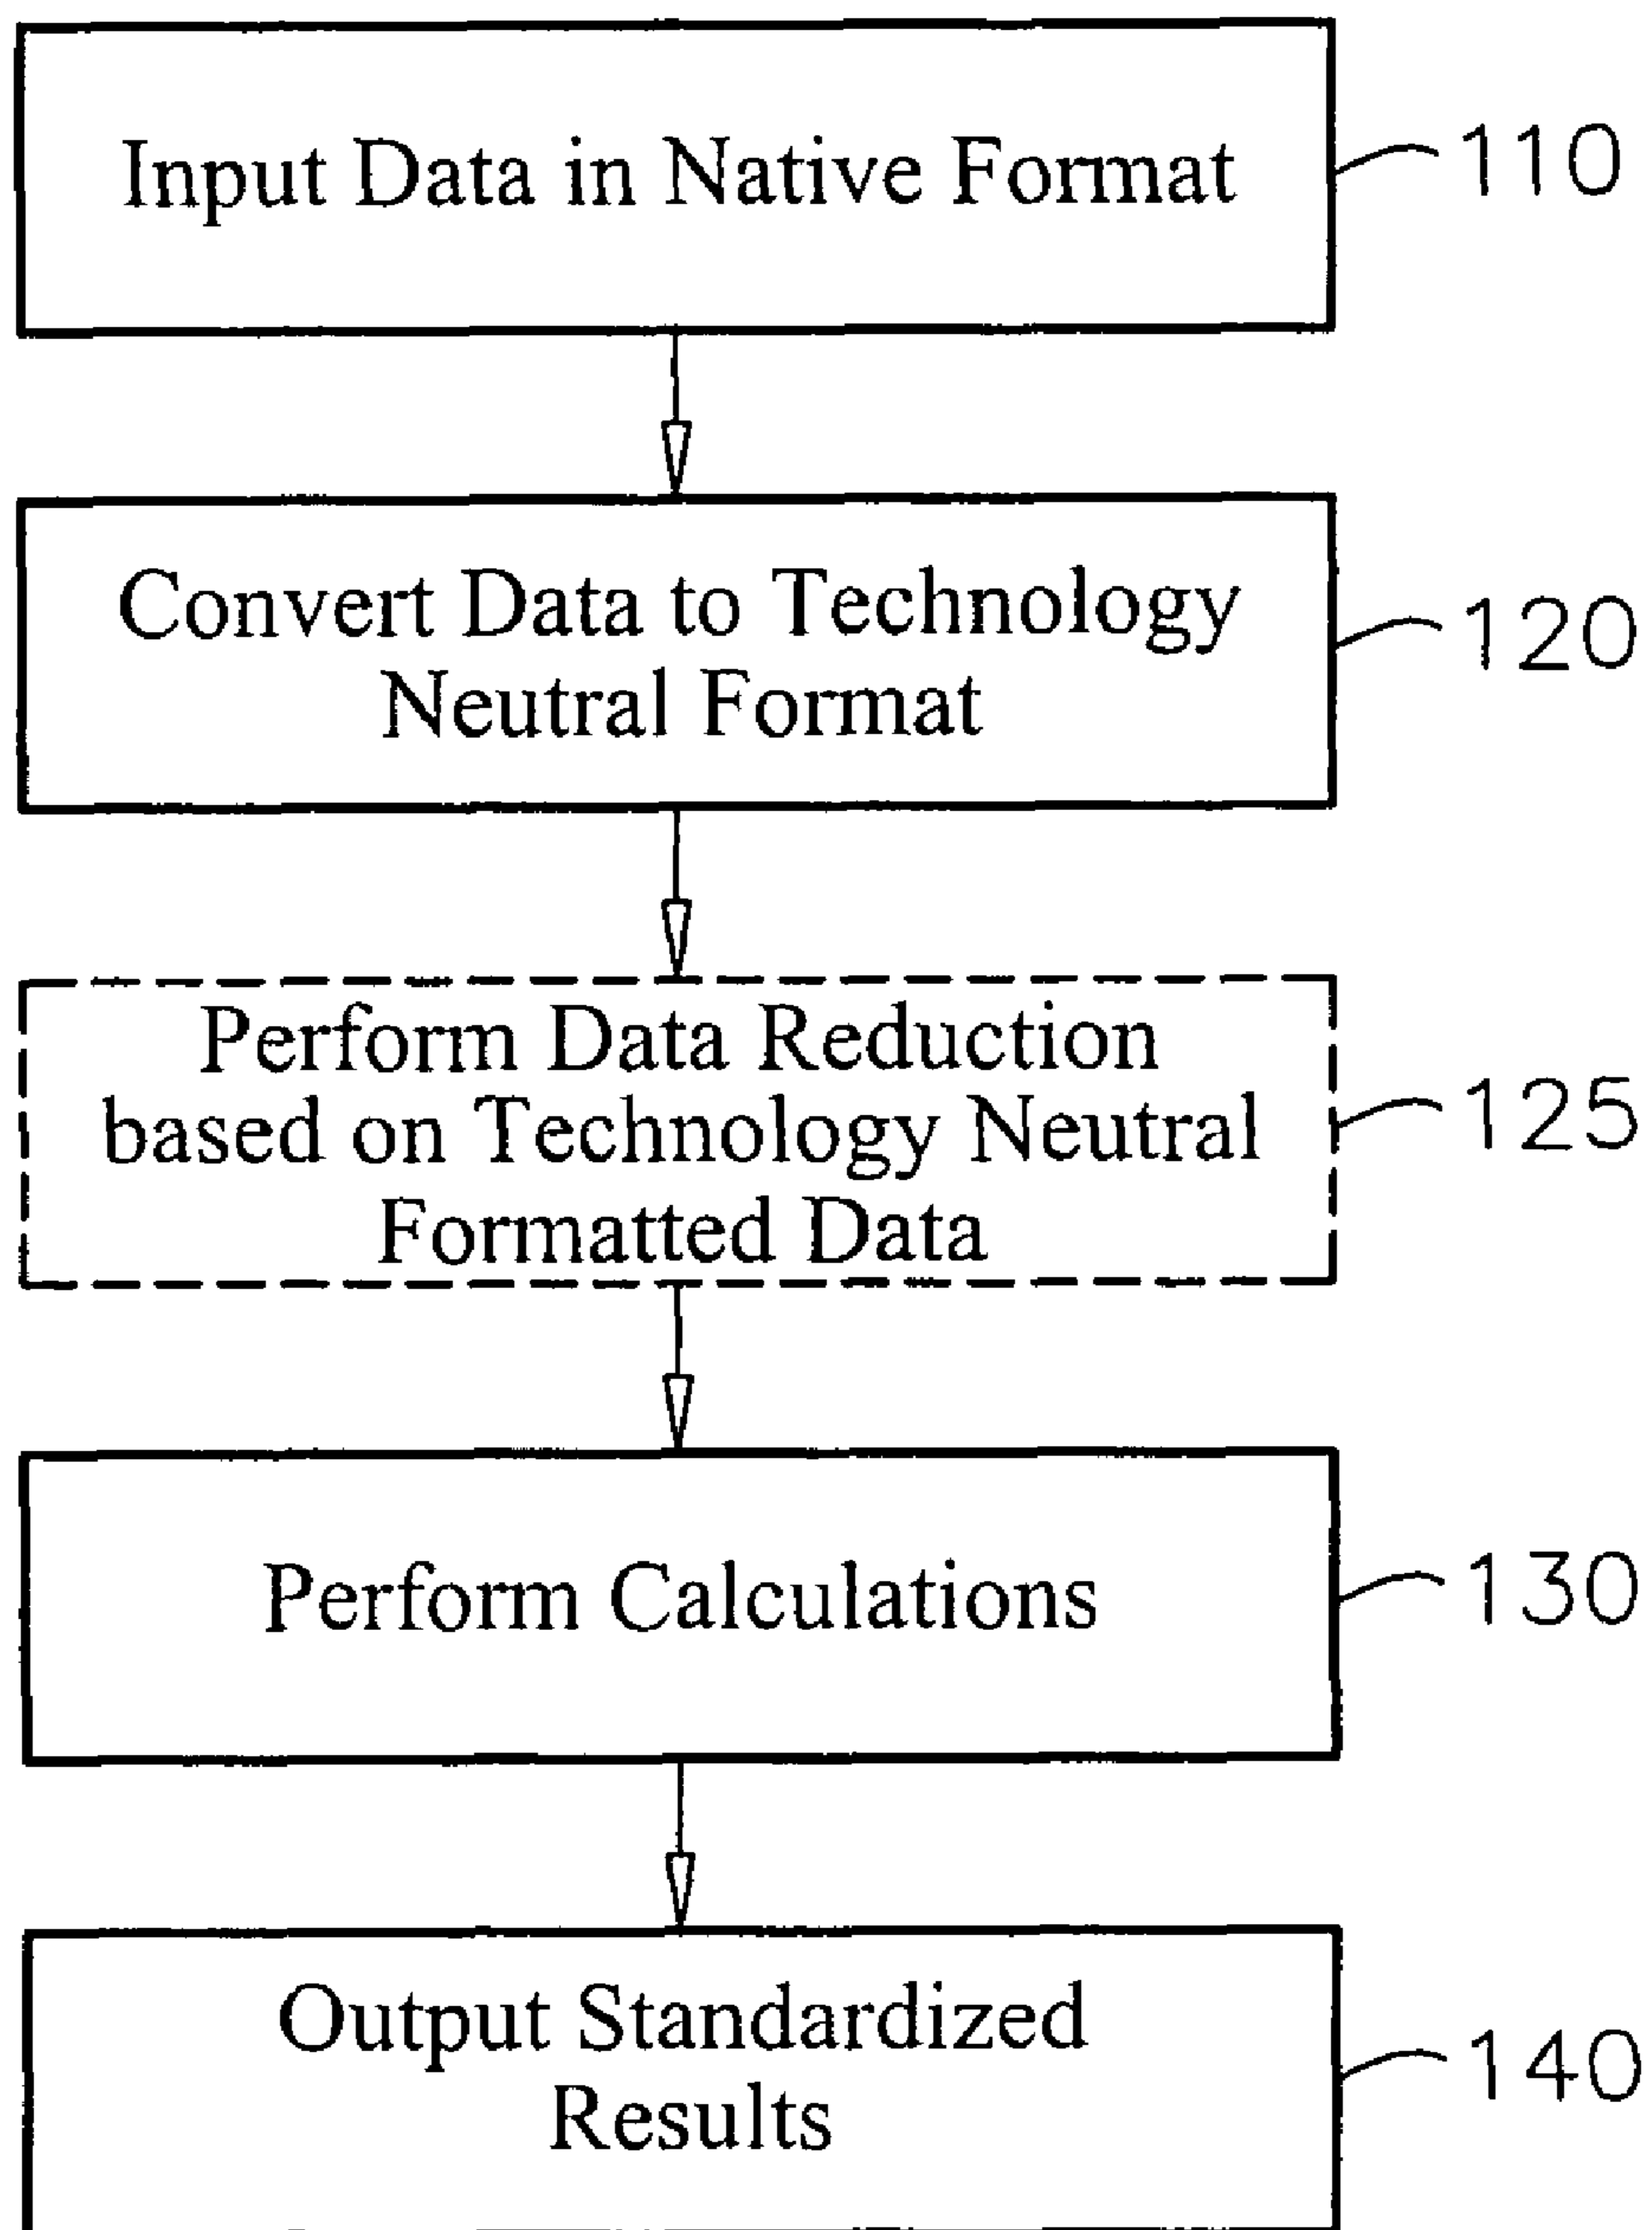 Input Data in Native Format
110
Convert Data to Technology
Neutral Format
120
Perform Data Reduction
based on Technology Neutral
Formatted Data
125
Perform Calculations
130
Output Standardized
Results
140